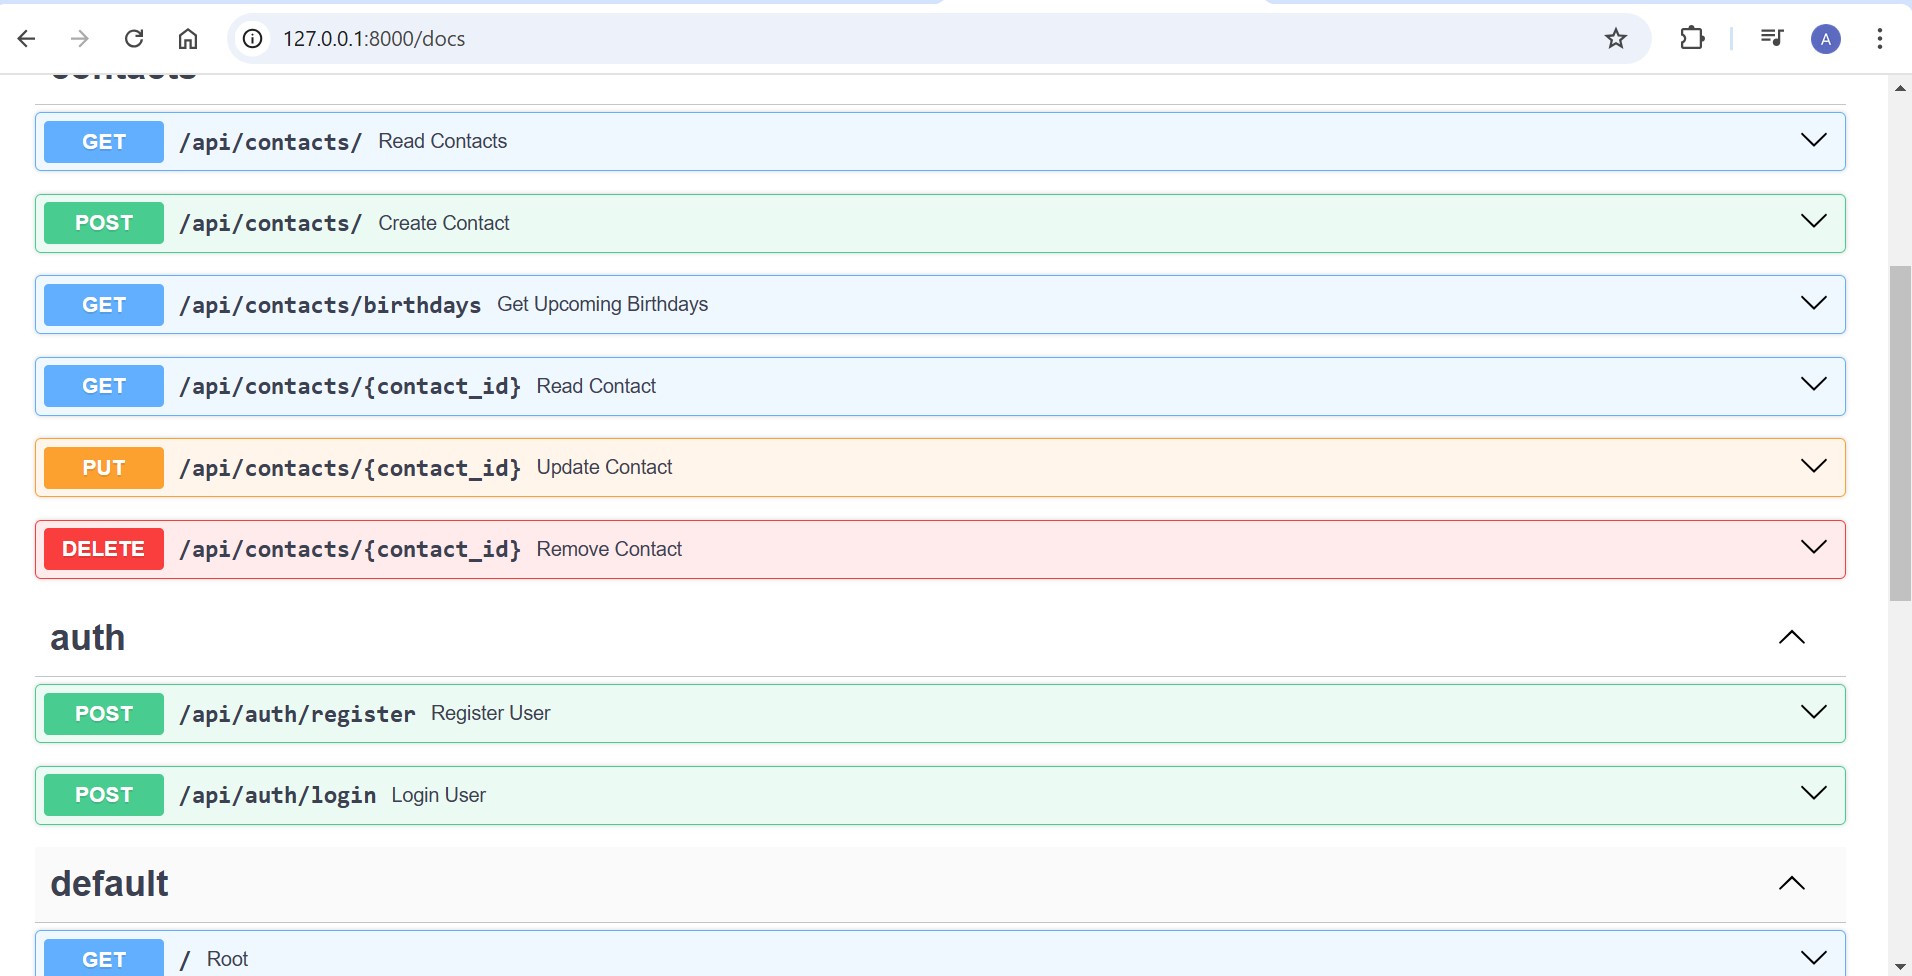 127.0.0.1:8000/docs
A
contacts
GET /api/contacts/ Read Contacts
POST /api/contacts/ Create Contact
GET /api/contacts/birthdays Get Upcoming Birthdays
GET /api/contacts/{contact_id} Read Contact
PUT /api/contacts/{contact_id} Update Contact
DELETE /api/contacts/{contact_id} Remove Contact
auth
POST /api/auth/register Register User
POST /api/auth/login Login User
default
GET / Root